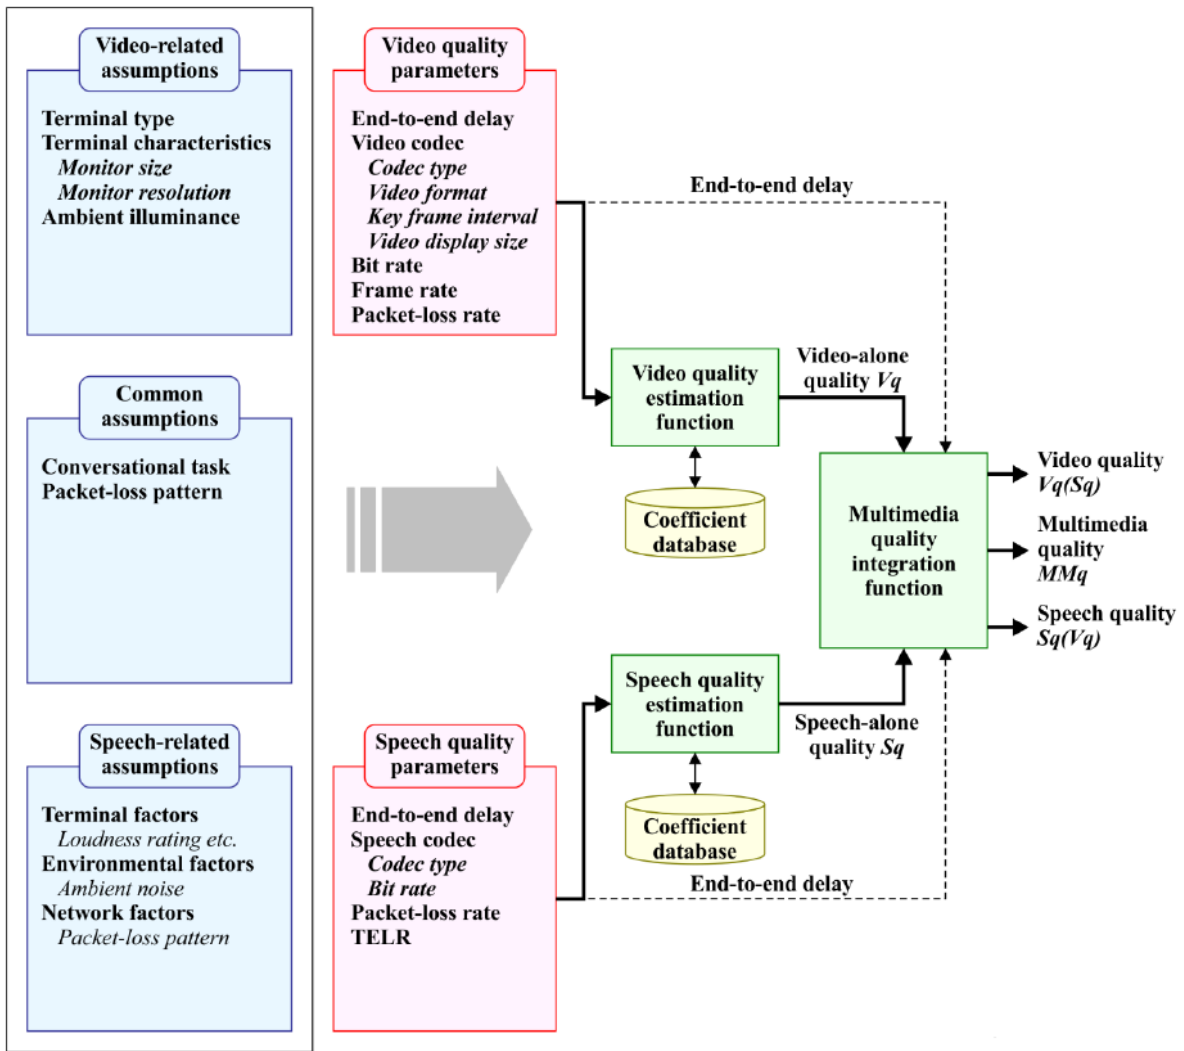 Video-related
assumptions
Terminal type
Terminal characteristics
Monitor size
Monitor resolution
Ambient illuminance
Common
assumptions
Conversational task
Packet-loss pattern
Speech-related
assumptions
Terminal factors
Loudness rating etc.
Environmental factors
Ambient noise
Network factors
Packet-loss pattern
Video quality
parameters
End-to-end delay
Video codec
Codec type
Video format
Key frame interval
Video display size
Bit rate
Frame rate
Packet-loss rate
Speech quality
parameters
End-to-end delay
Speech codec
Codec type
Bit rate
Packet-loss rate
TELR
End-to-end delay
Video quality
estimation
function
Coefficient
database
Video-alone
quality Vq
Speech quality
estimation
function
Coefficient
database
Speech-alone
quality Sq
End-to-end delay
Multimedia
quality
integration
function
Video quality
Vq(Sq)
Multimedia
quality
MMq
Speech quality
Sq(Vq)